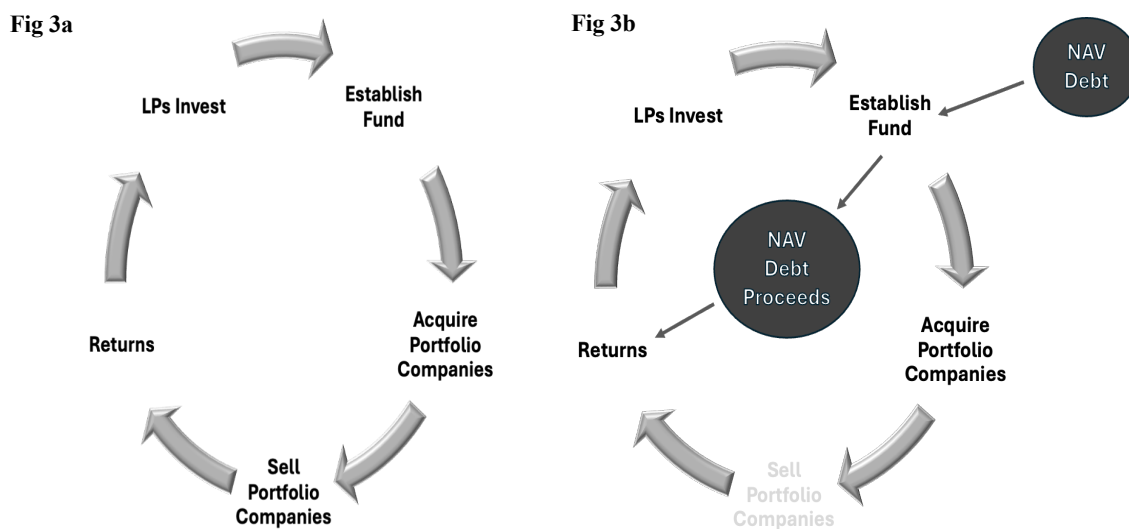 Fig 3a
LPs Invest
Establish
Fund
Acquire
Portfolio
Companies
Sell
Portfolio
Companies
Returns
Fig 3b
LPs Invest
Establish
Fund
NAV
Debt
NAV
Debt
Proceeds
Acquire
Portfolio
Companies
Sell
Portfolio
Companies
Returns